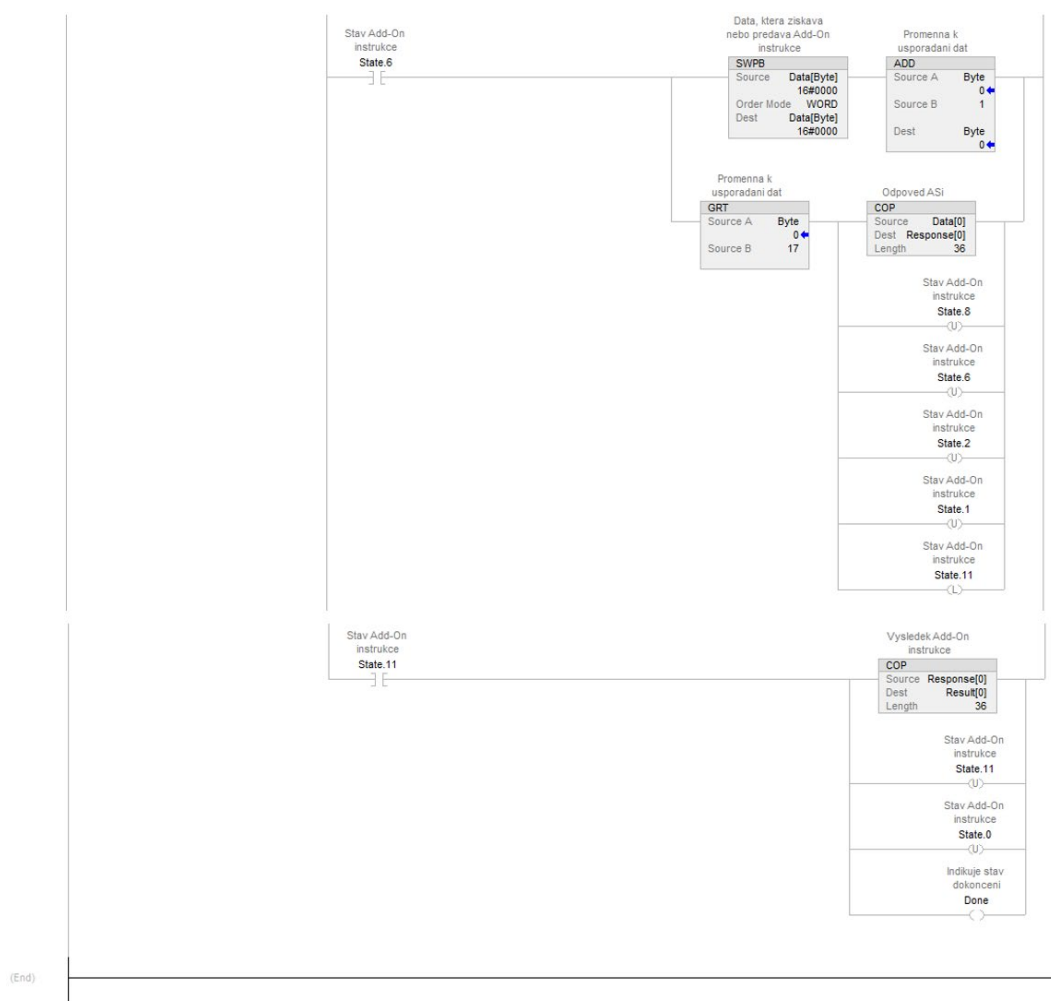 Stav Add-On
instrukce
State.6
Data, ktera ziskava
nebo predava Add-On
instrukce
SWPB
Source Data[Byte]
16#0000
Order Mode WORD
Dest Data[Byte]
16#0000
Promenna k
usporadani dat
ADD
Source A Byte
0
Source B 1
Dest Byte
0
Promenna k
usporadani dat
GRT
Source A Byte
0
Source B 17
Odpoved ASi
COP
Source Data[0]
Dest Response[0]
Length 36
Stav Add-On
instrukce
State.8
U
Stav Add-On
instrukce
State.6
U
Stav Add-On
instrukce
State.2
U
Stav Add-On
instrukce
State.1
U
Stav Add-On
instrukce
State.11
L
Stav Add-On
instrukce
State.11
Vysledek Add-On
instrukce
COP
Source Response[0]
Dest Result[0]
Length 36
Stav Add-On
instrukce
State.11
U
Stav Add-On
instrukce
State.0
U
Indikuje stav
dokonceni
Done
(End)